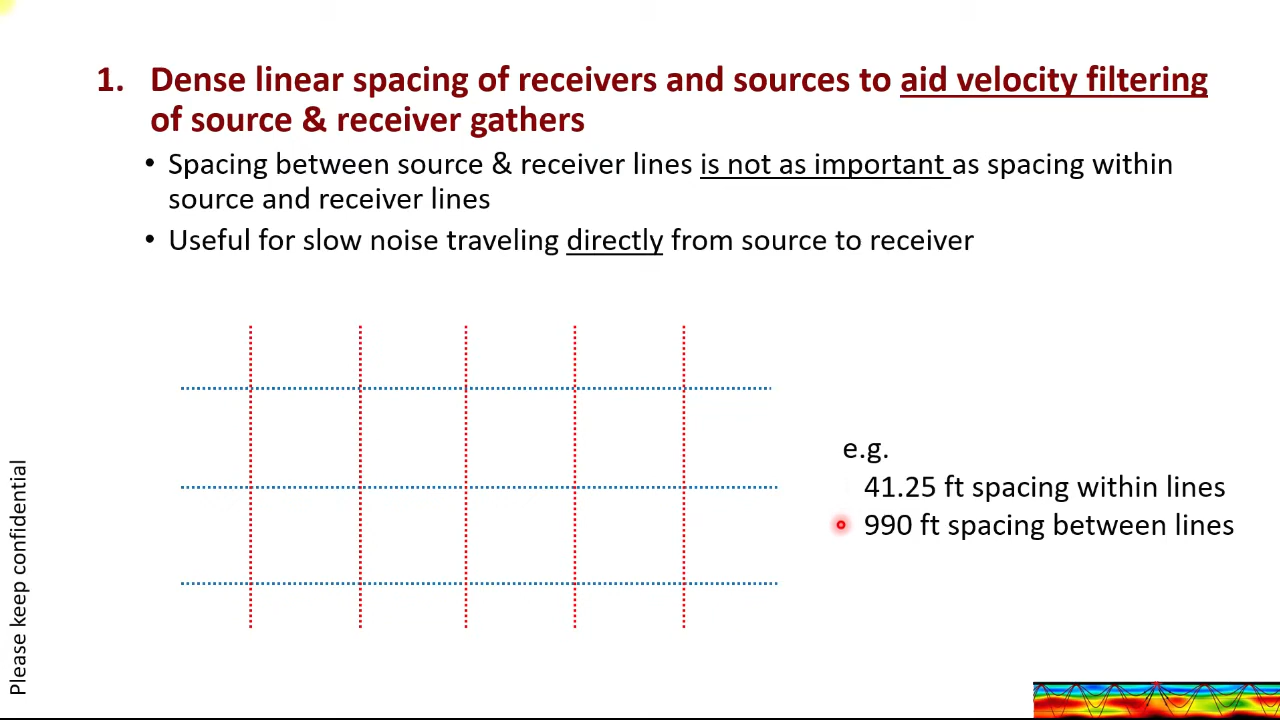 1. Dense linear spacing of receivers and sources to aid velocity filtering
of source & receiver gathers
• Spacing between source & receiver lines is not as important as spacing within
source and receiver lines
• Useful for slow noise traveling directly from source to receiver
e.g.
41.25 ft spacing within lines
990 ft spacing between lines
Please keep confidential